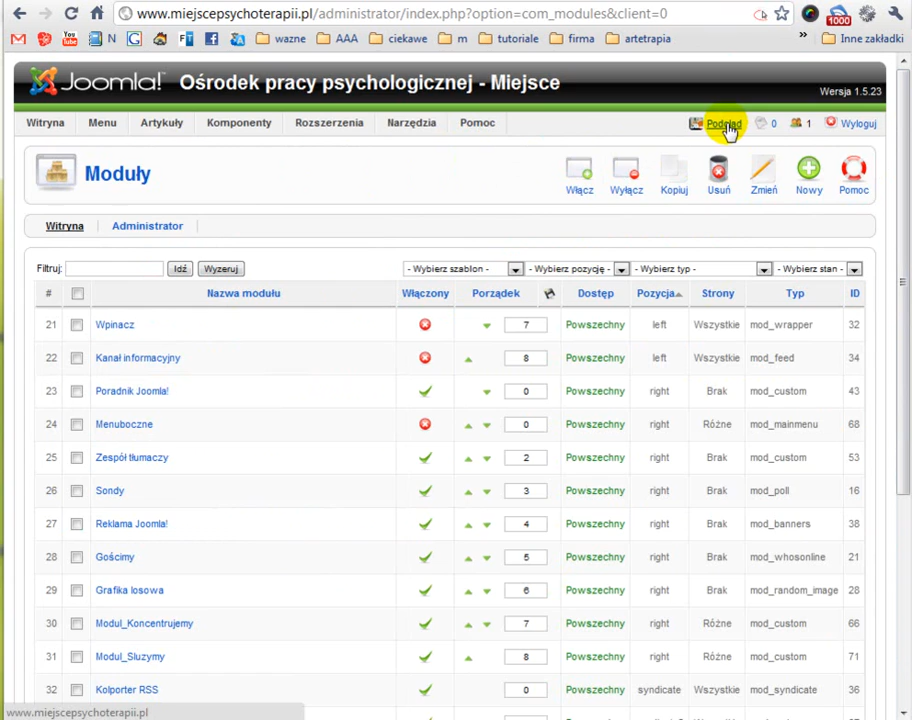 www.miejscepsychoterapii.pl/administrator/index.php?option=com_modules&client=0
1000
You Tube N G FT wazne AAA ciekawe m tutoriale firma artetrapia » Inne zakładki
Joomla! Ośrodek pracy psychologicznej - Miejsce
Wersja 1.5.23
Witryna Menu Artykuły Komponenty Rozszerzenia Narzędzia Pomoc Podgląd 0 1 Wyloguj
Moduły
Włącz Wyłącz Kopiuj Usuń Zmień Nowy Pomoc
Witryna Administrator
Filtruj: Idź Wyzeruj - Wybierz szablon - - Wybierz pozycję - - Wybierz typ - - Wybierz stan -
# Nazwa modułu Włączony Porządek Dostęp Pozycja Strony Typ ID
21 Wpinacz 7 Powszechny left Wszystkie mod_wrapper 32
22 Kanał informacyjny 8 Powszechny left Wszystkie mod_feed 34
23 Poradnik Joomla! 0 Powszechny right Brak mod_custom 43
24 Menuboczne 0 Powszechny right Różne mod_mainmenu 68
25 Zespół tłumaczy 2 Powszechny right Brak mod_custom 53
26 Sondy 3 Powszechny right Brak mod_poll 16
27 Reklama Joomla! 4 Powszechny right Brak mod_banners 38
28 Gościmy 5 Powszechny right Brak mod_whosonline 21
29 Grafika losowa 6 Powszechny right Brak mod_random_image 28
30 Modul_Koncentrujemy 7 Powszechny right Różne mod_custom 66
31 Modul_Sluzymy 8 Powszechny right Różne mod_custom 71
32 Kolporter RSS 0 Powszechny syndicate Wszystkie mod_syndicate 36
www.miejscepsychoterapii.pl